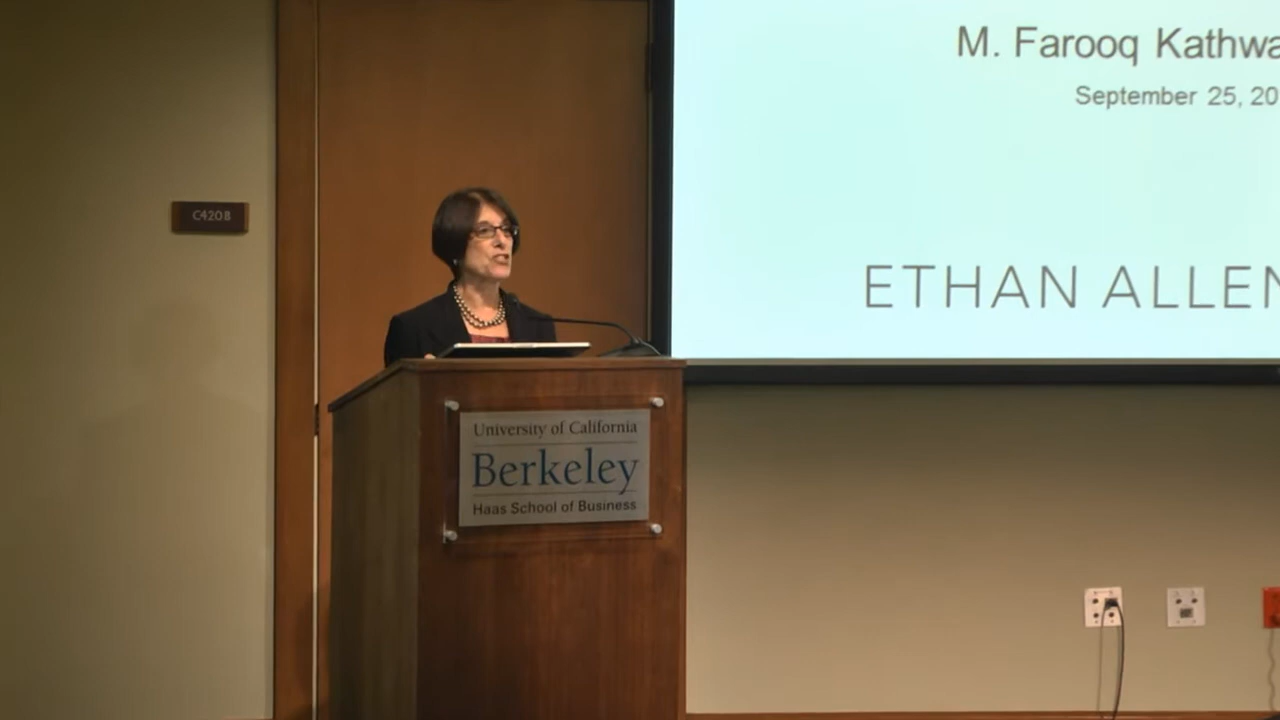 M. Farooq Kathwa
September 25, 20
ETHAN ALLEN
C420B
University of California
Berkeley
Haas School of Business